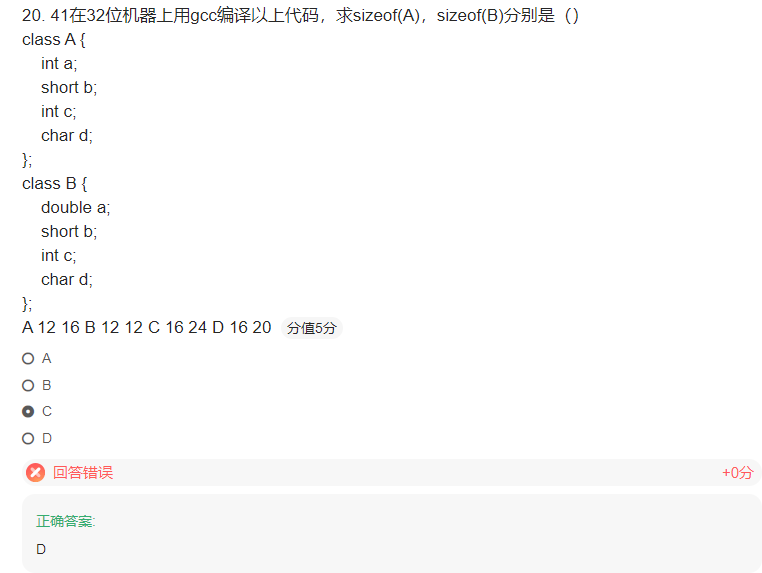 20. 41在32位机器上用gcc编译以上代码，求sizeof(A)，sizeof(B)分别是（）
class A {
int a;
short b;
int c;
char d;
};
class B {
double a;
short b;
int c;
char d;
};
A 12 16 B 12 12 C 16 24 D 16 20 分值5分
A
B
C
D
回答错误 +0分
正确答案:
D